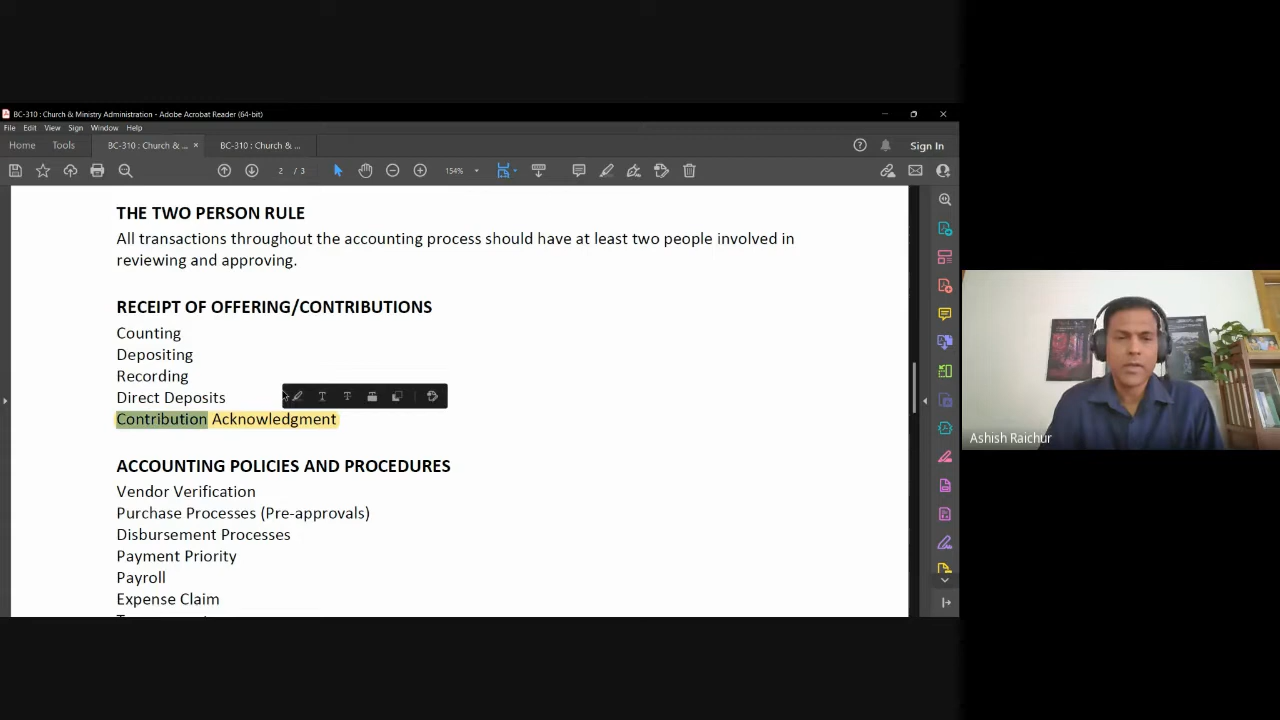 BC-310 : Church & Ministry Administration - Adobe Acrobat Reader (64-bit)
File Edit View Sign Window Help
Home Tools BC-310 : Church & ... × BC-310 : Church & ... Sign In
2 / 3 154%
THE TWO PERSON RULE
All transactions throughout the accounting process should have at least two people involved in
reviewing and approving.
RECEIPT OF OFFERING/CONTRIBUTIONS
Counting
Depositing
Recording
Direct Deposits
Contribution Acknowledgment
ACCOUNTING POLICIES AND PROCEDURES
Vendor Verification
Purchase Processes (Pre-approvals)
Disbursement Processes
Payment Priority
Payroll
Expense Claim
Ashish Raichur